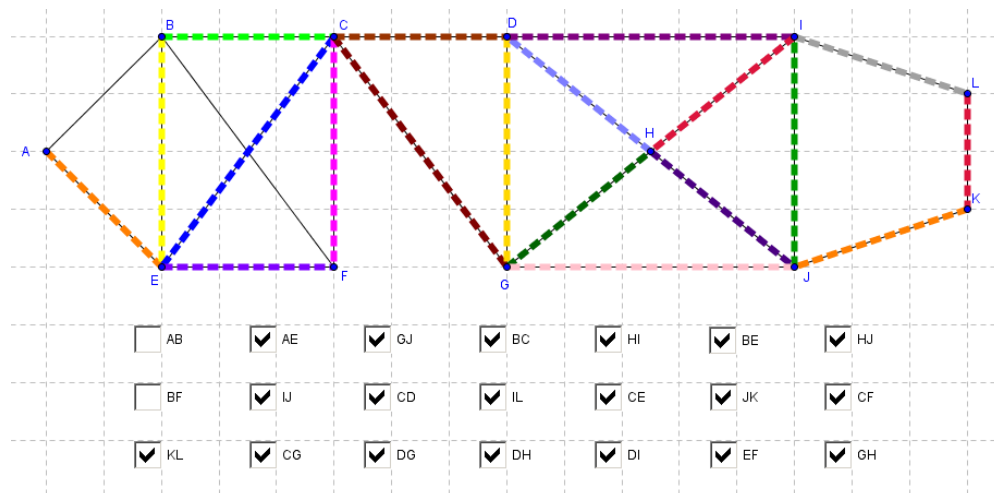 B C D I
L
A H
K
E F G J
AB AE GJ BC HI BE HJ
BF IJ CD IL CE JK CF
KL CG DG DH DI EF GH